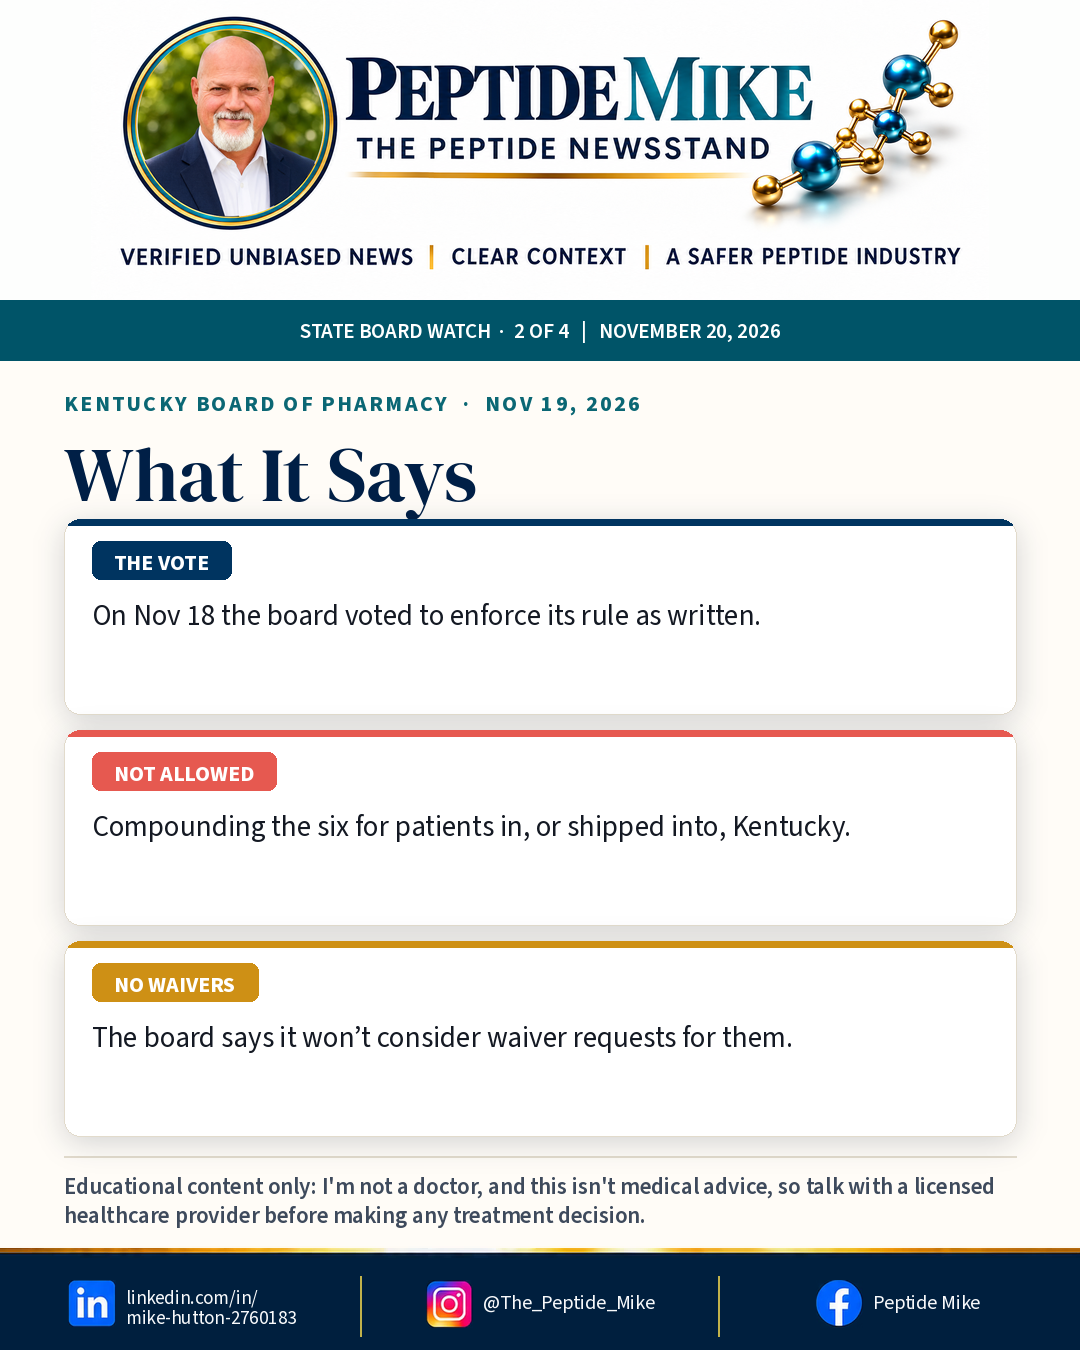 PEPTIDEMIKE
THE PEPTIDE NEWSSTAND
VERIFIED UNBIASED NEWS | CLEAR CONTEXT | A SAFER PEPTIDE INDUSTRY
STATE BOARD WATCH · 2 OF 4 | NOVEMBER 20, 2026
KENTUCKY BOARD OF PHARMACY · NOV 19, 2026
What It Says
THE VOTE
On Nov 18 the board voted to enforce its rule as written.
NOT ALLOWED
Compounding the six for patients in, or shipped into, Kentucky.
NO WAIVERS
The board says it won’t consider waiver requests for them.
Educational content only: I'm not a doctor, and this isn't medical advice, so talk with a licensed
healthcare provider before making any treatment decision.
in
linkedin.com/in/
mike-hutton-2760183
@The_Peptide_Mike
f
Peptide Mike